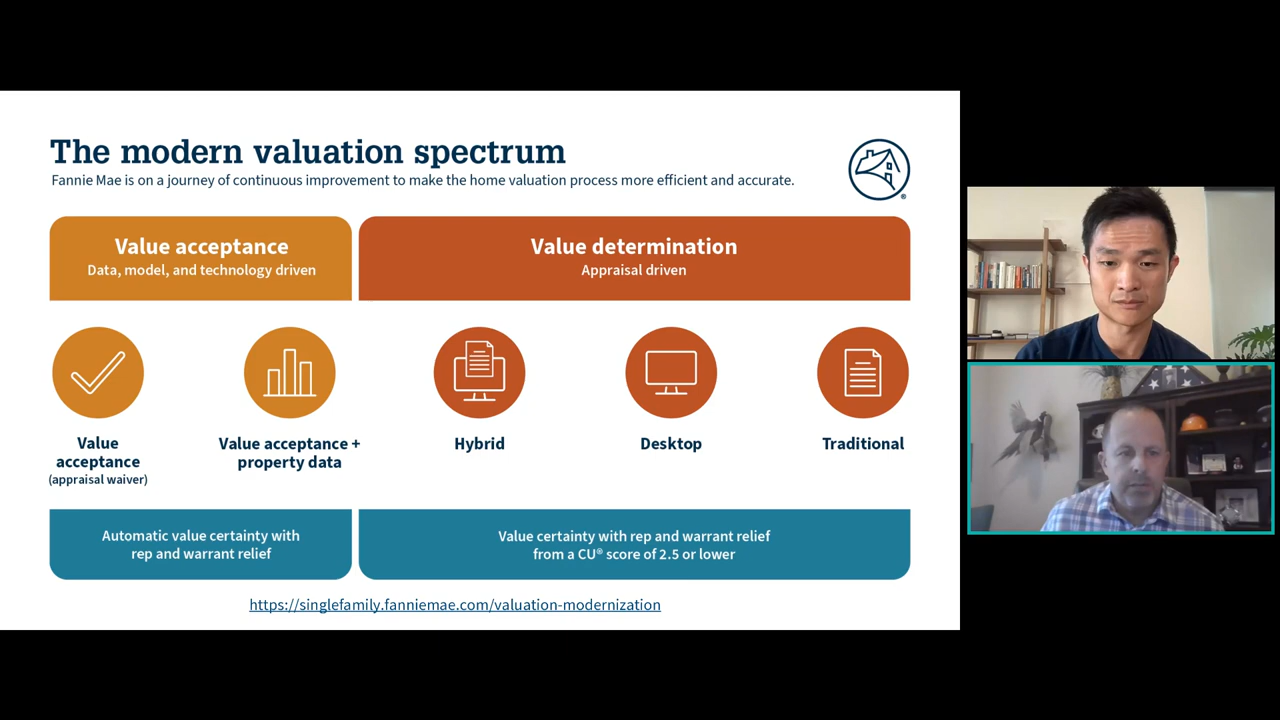 The modern valuation spectrum
Fannie Mae is on a journey of continuous improvement to make the home valuation process more efficient and accurate.
®
Value acceptance
Data, model, and technology driven
Value determination
Appraisal driven
Value
acceptance
(appraisal waiver)
Value acceptance +
property data
Hybrid
Desktop
Traditional
Automatic value certainty with
rep and warrant relief
Value certainty with rep and warrant relief
from a CU® score of 2.5 or lower
https://singlefamily.fanniemae.com/valuation-modernization